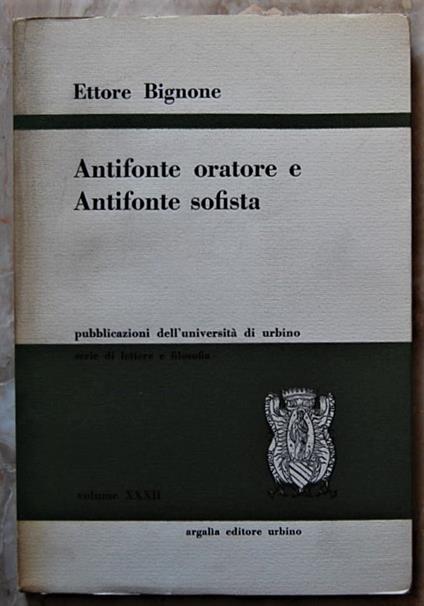 Ettore Bignone
Antifonte oratore e
Antifonte sofista
pubblicazioni dell'università di urbino
serie di lettere e filosofia
volume XXXII
argalìa editore urbino